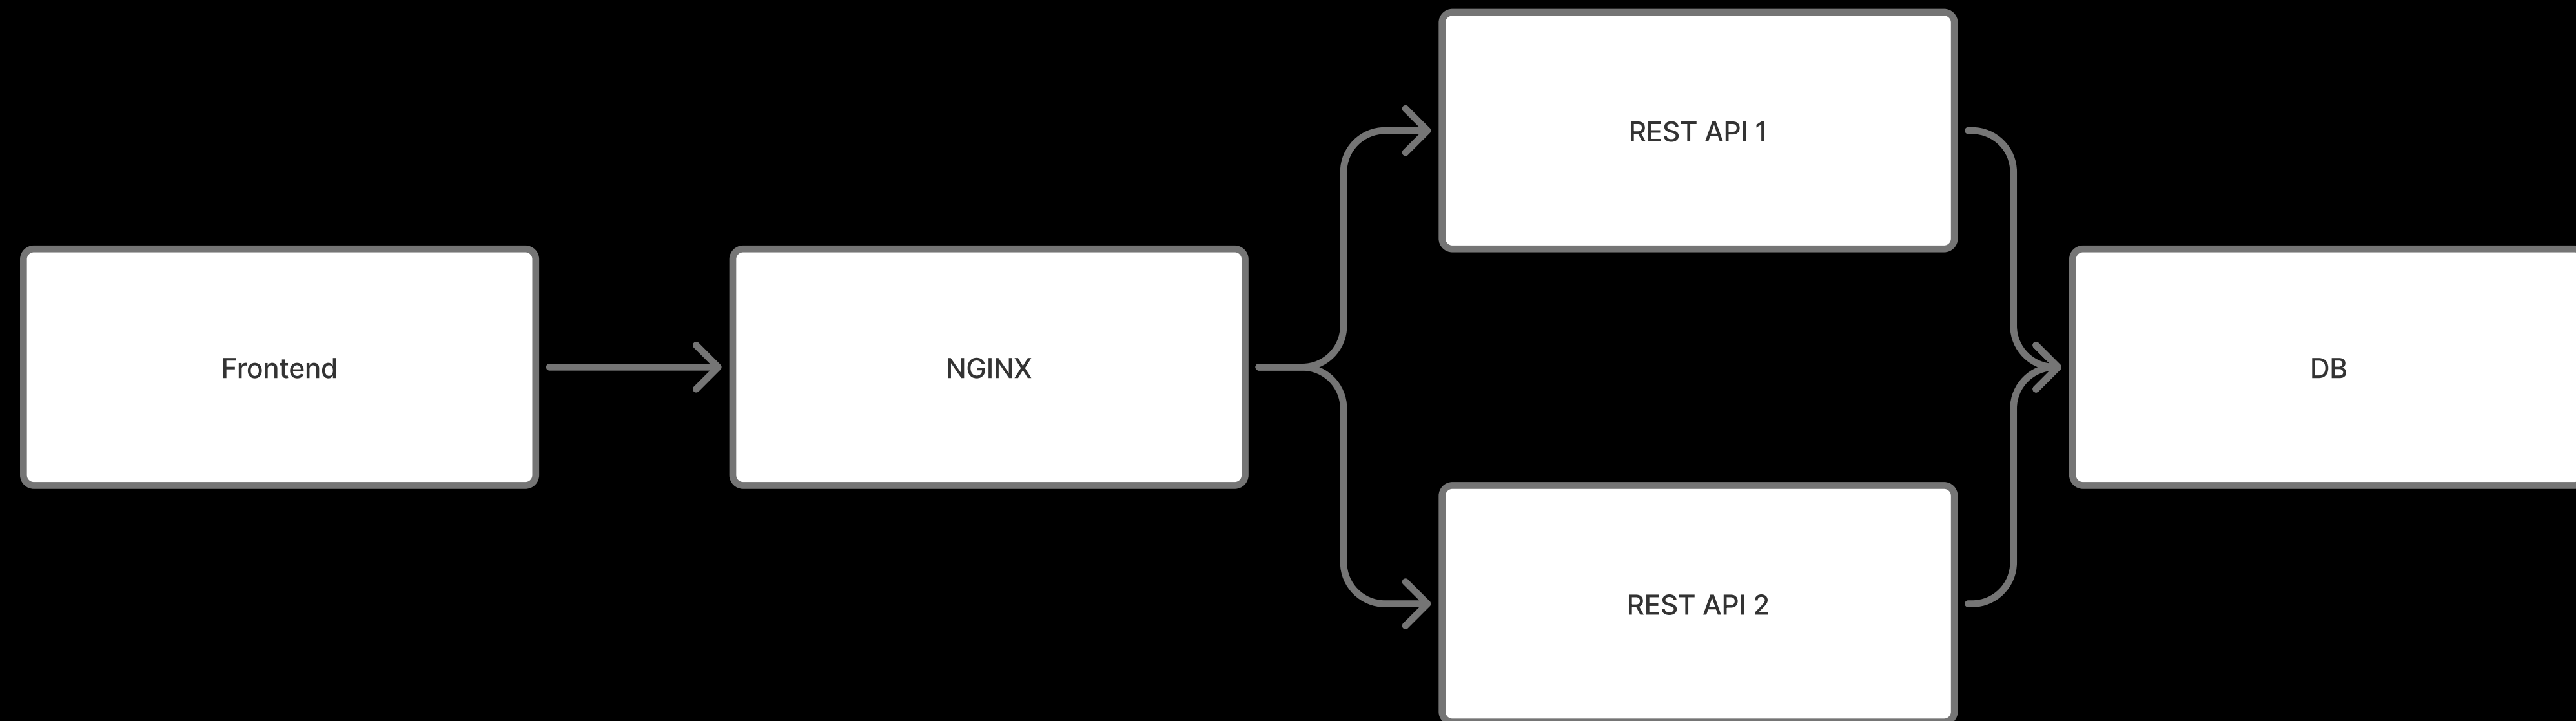 Frontend
NGINX
REST API 1
REST API 2
DB